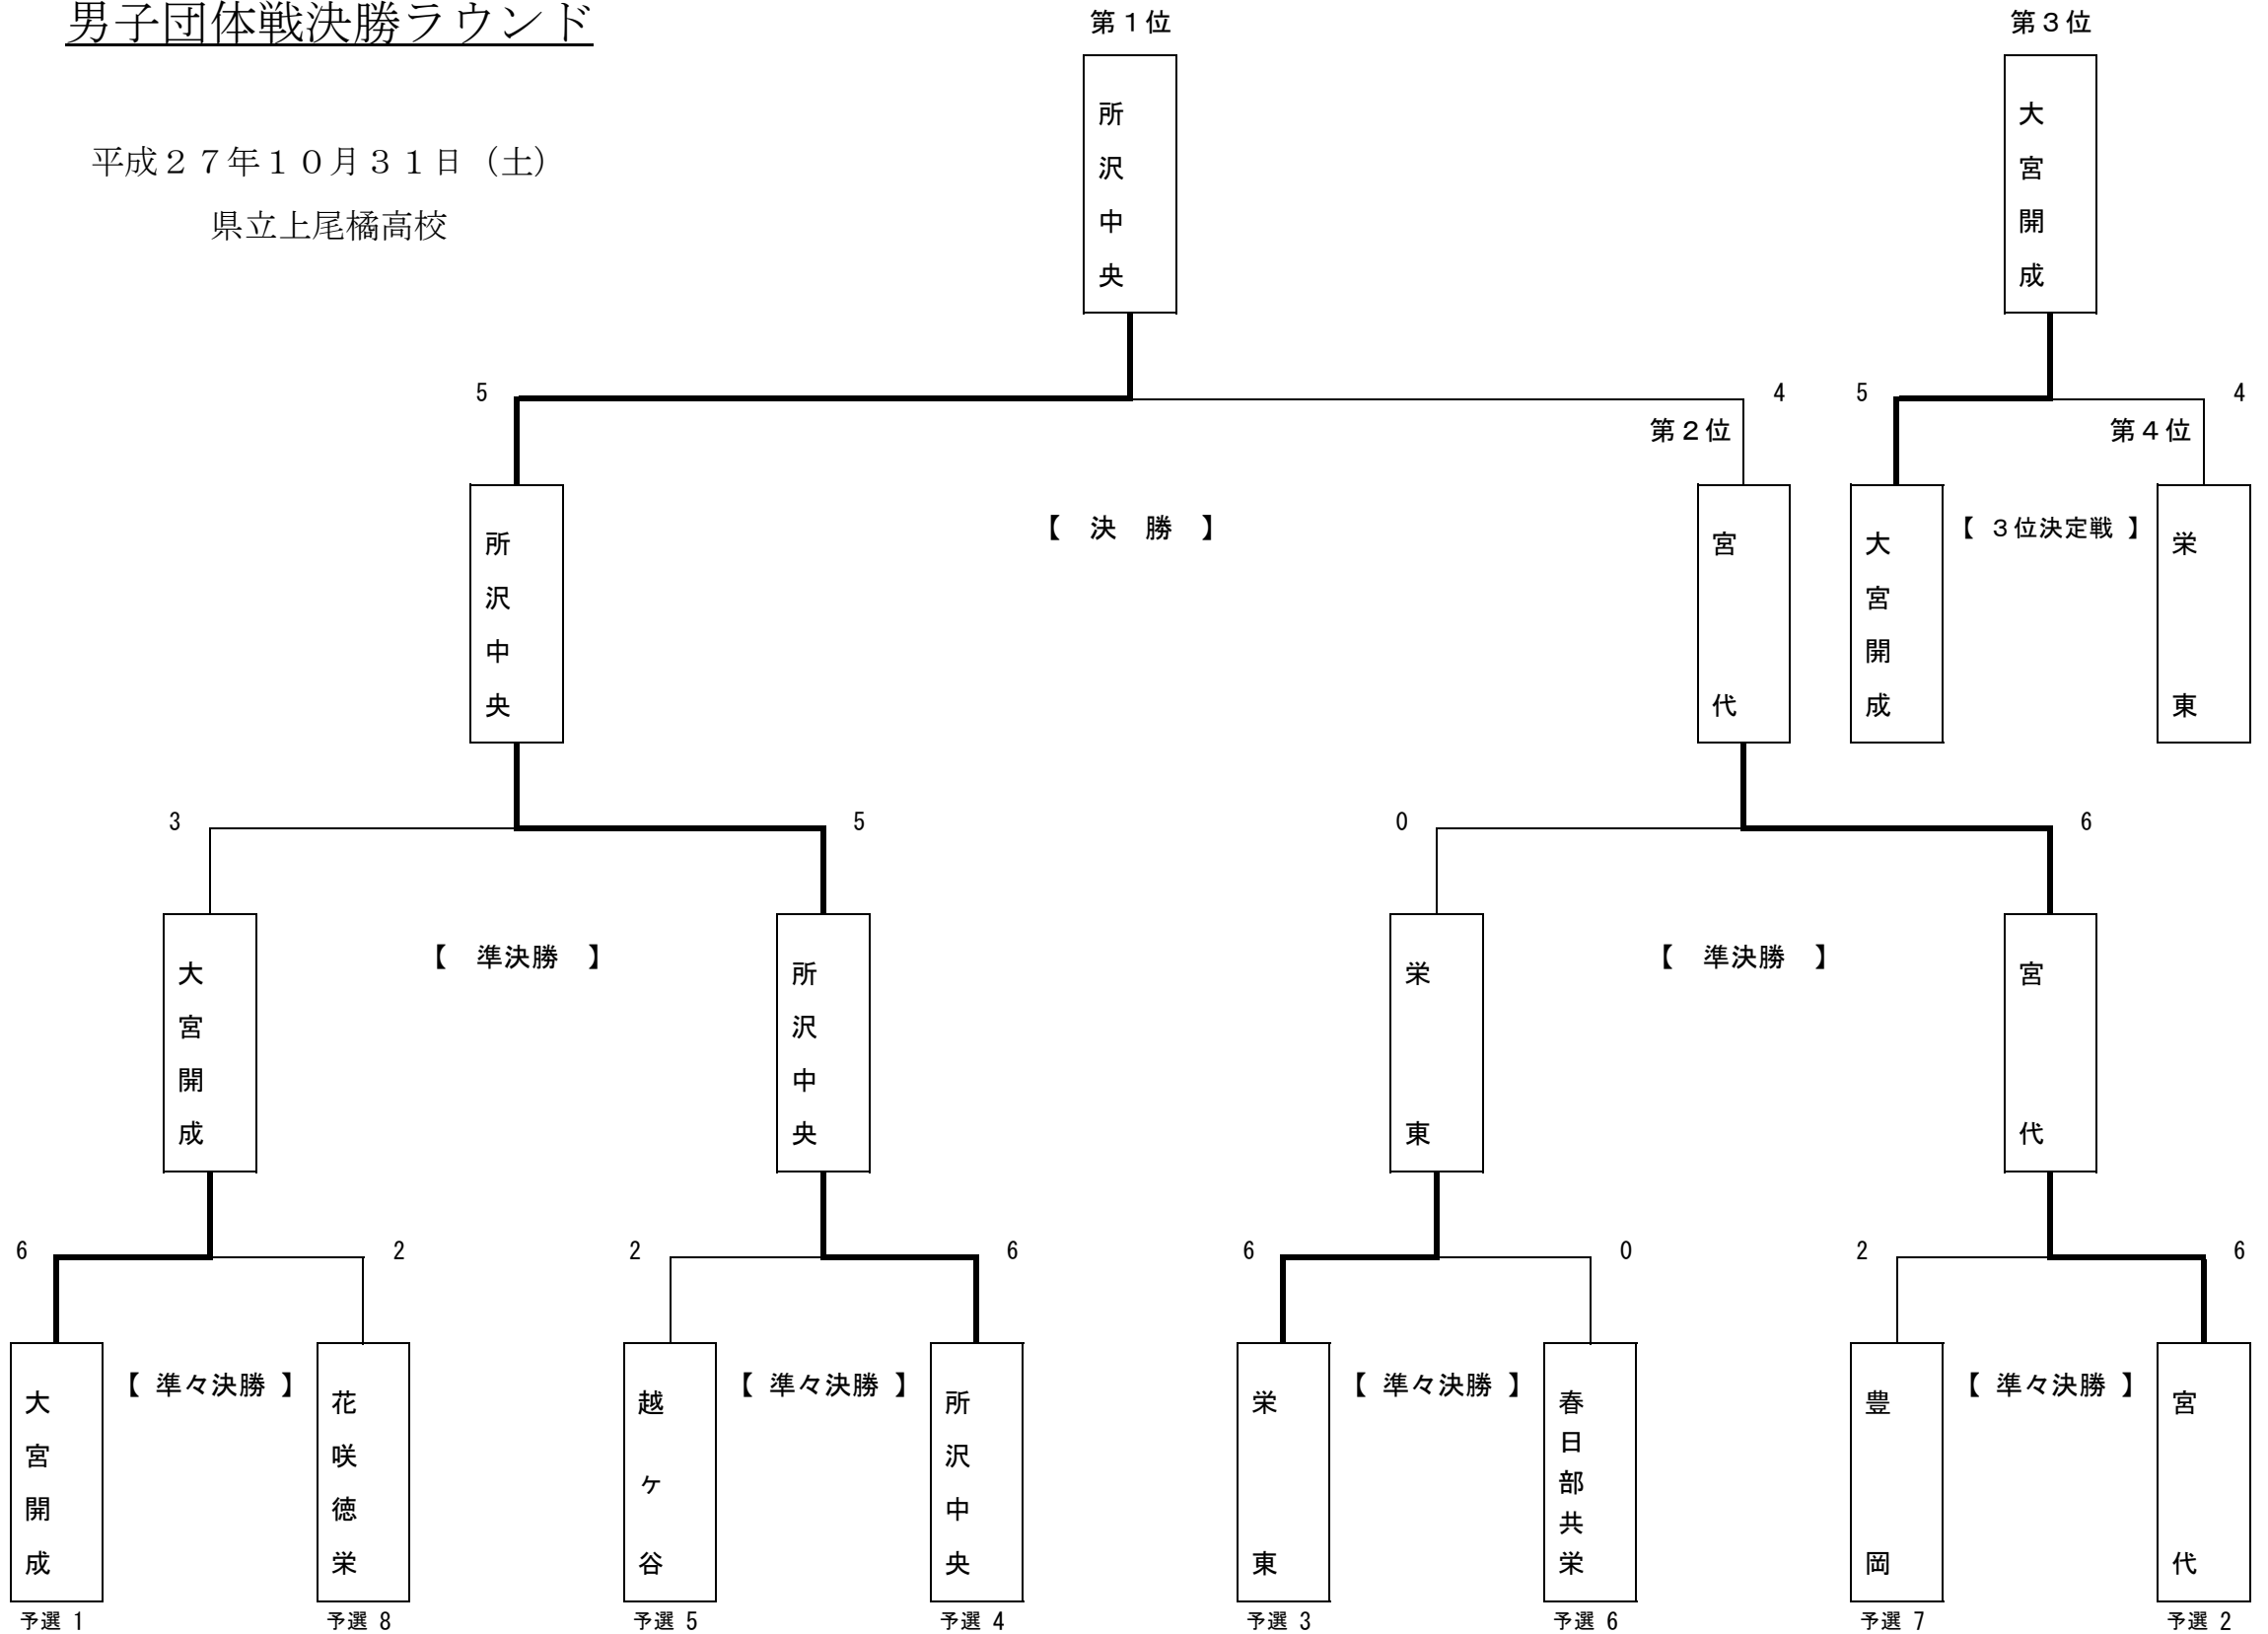 男子団体戦決勝ラウンド
第１位
第３位
平成２７年１０月３１日（土）
県立上尾橘高校
所沢中央
大宮開成
5
4
5
4
第２位
第４位
所沢中央
【　決　勝　】
宮代
大宮開成
【 ３位決定戦 】
栄東
3
5
0
6
大宮開成
【　準決勝　】
所沢中央
栄東
【　準決勝　】
宮代
6
2
2
6
6
0
2
6
大宮開成
【 準々決勝 】
花咲徳栄
越ヶ谷
【 準々決勝 】
所沢中央
栄東
【 準々決勝 】
春日部共栄
豊岡
【 準々決勝 】
宮代
予選 1
予選 8
予選 5
予選 4
予選 3
予選 6
予選 7
予選 2